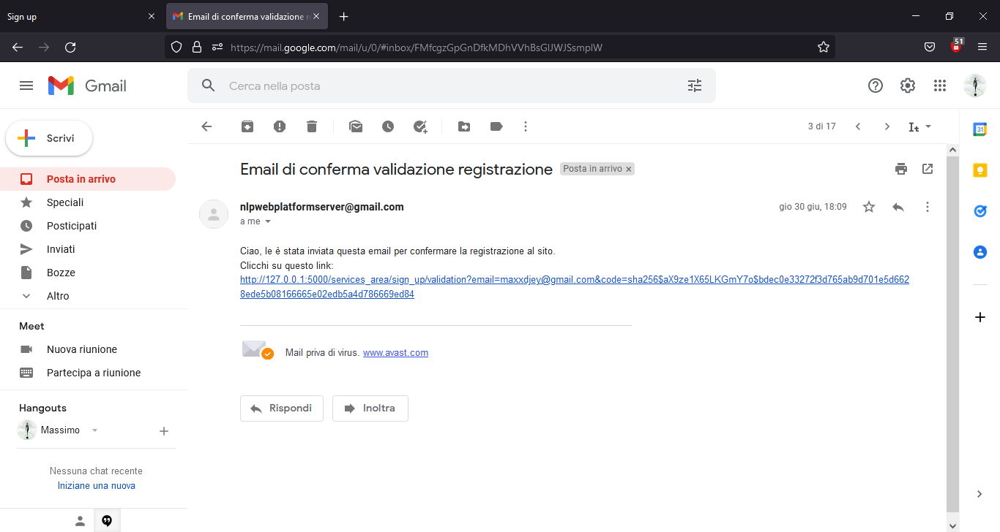 Sign up
Email di conferma validazione r
https://mail.google.com/mail/u/0/#inbox/FMfcgzGpGnDfkMDhVVhBsGlJWJSsmplW
51
Gmail
Cerca nella posta
Scrivi
3 di 17
31
Posta in arrivo
Speciali
Posticipati
Inviati
Bozze
Altro
Meet
Nuova riunione
Partecipa a riunione
Hangouts
Massimo
Nessuna chat recente
Iniziane una nuova
Email di conferma validazione registrazione
Posta in arrivo
nlpwebplatformserver@gmail.com
gio 30 giu, 18:09
a me
Ciao, le è stata inviata questa email per confermare la registrazione al sito.
Clicchi su questo link:
http://127.0.0.1:5000/services_area/sign_up/validation?email=maxxdjey@gmail.com&code=sha256$aX9ze1X65LKGmY7o$bdec0e33272f3d765ab9d701e5d662
8ede5b08166665e02edb5a4d786669ed84
Mail priva di virus. www.avast.com
Rispondi
Inoltra